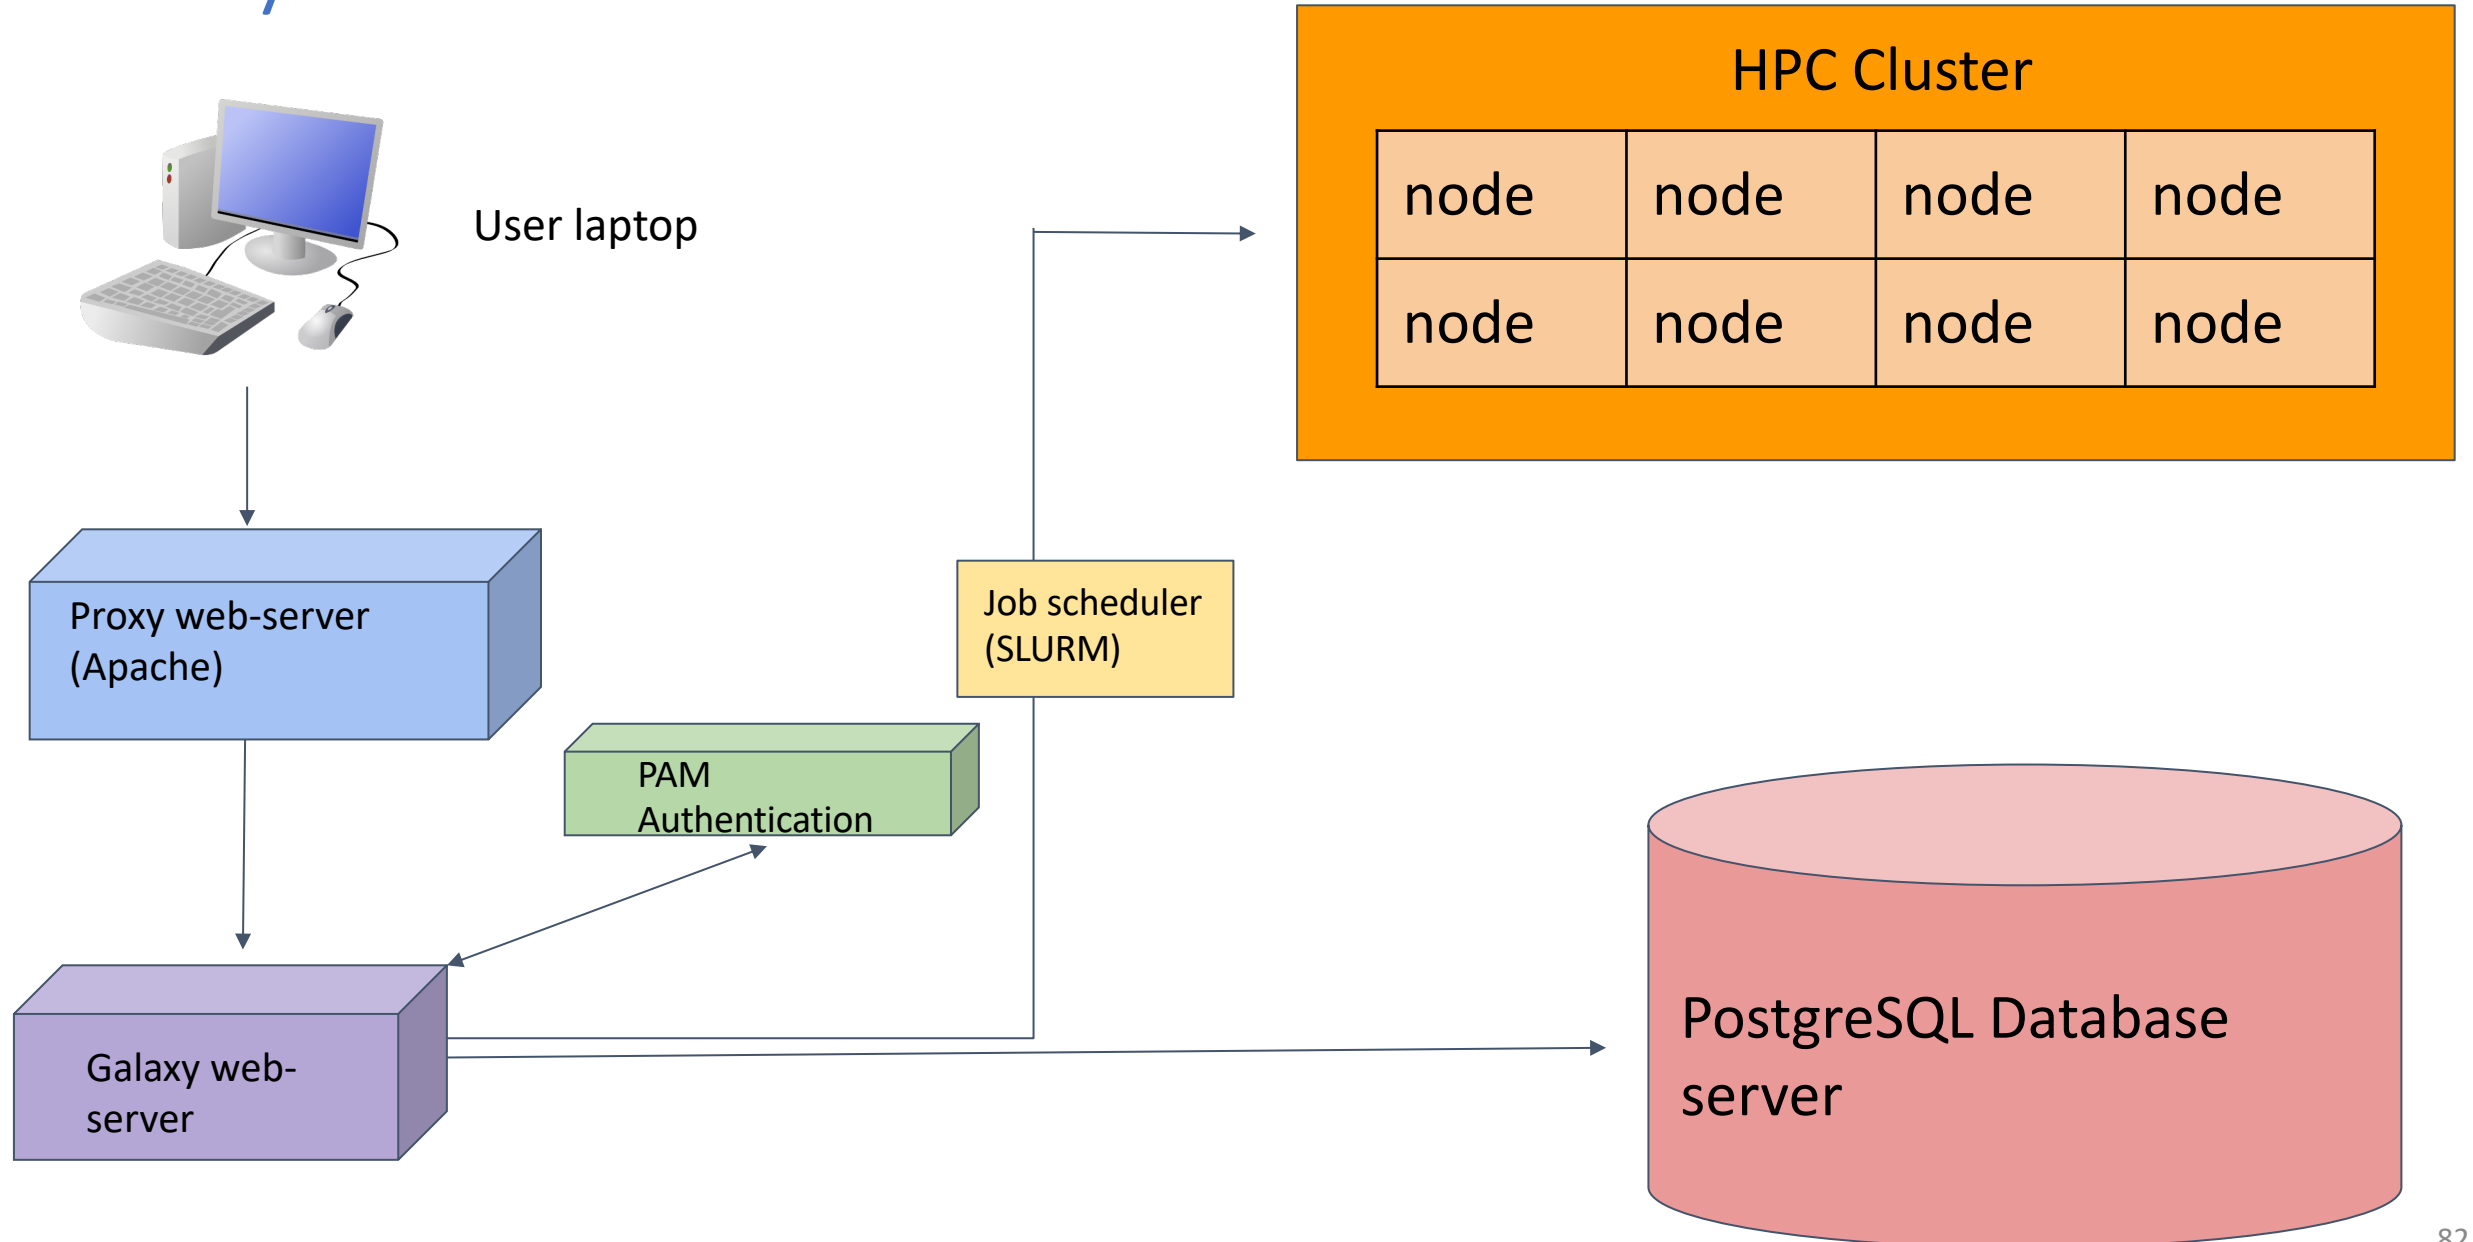 HPC Cluster
node node node node
node node node node
User laptop
Proxy web-server
(Apache)
Job scheduler
(SLURM)
PAM
Authentication
Galaxy web-
server
PostgreSQL Database
server
82